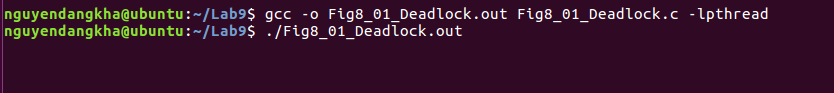 nguyendangkha@ubuntu:~/Lab9$ gcc -o Fig8_01_Deadlock.out Fig8_01_Deadlock.c -lpthread
nguyendangkha@ubuntu:~/Lab9$ ./Fig8_01_Deadlock.out